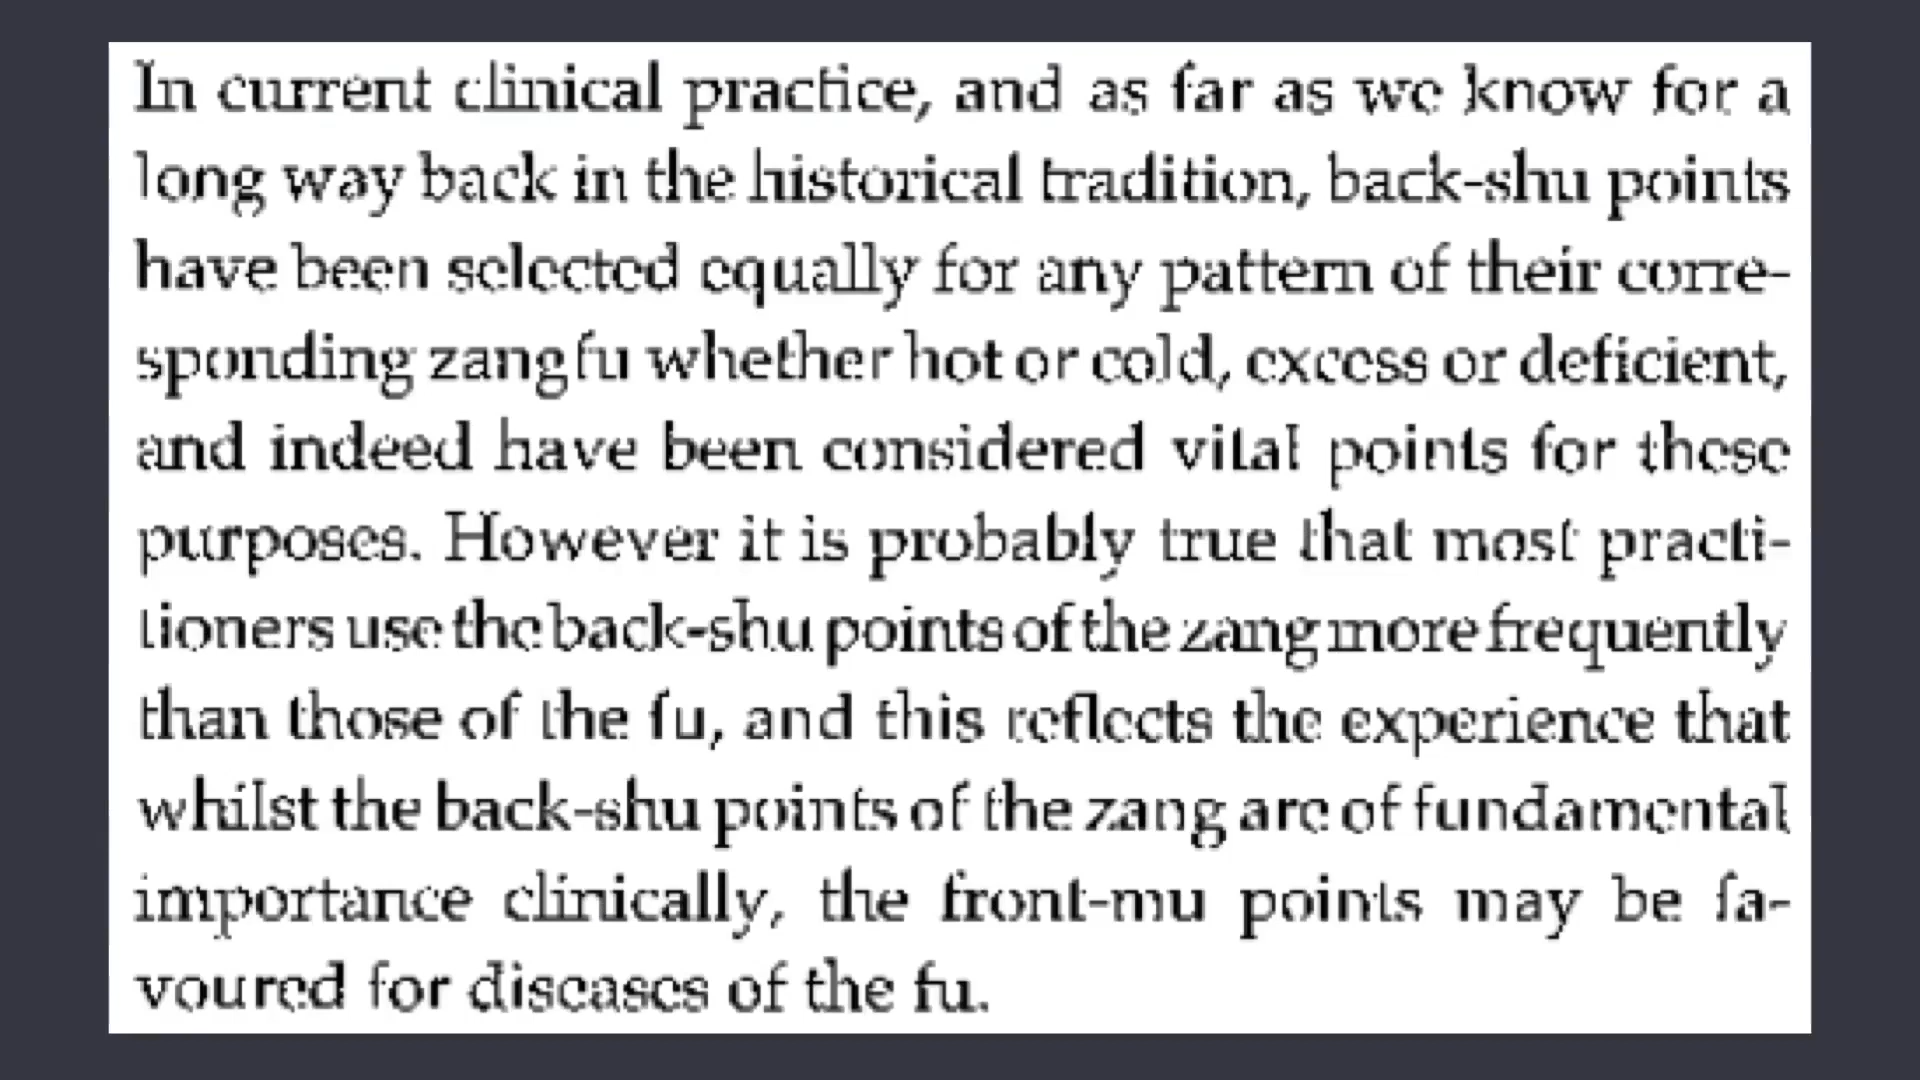 In current clinical practice, and as far as we know for a
long way back in the historical tradition, back-shu points
have been selected equally for any pattern of their corre-
sponding zangfu whether hot or cold, excess or deficient,
and indeed have been considered vital points for these
purposes. However it is probably true that most practi-
tioners use the back-shu points of the zang more frequently
than those of the fu, and this reflects the experience that
whilst the back-shu points of the zang are of fundamental
importance clinically, the front-mu points may be fa-
voured for diseases of the fu.